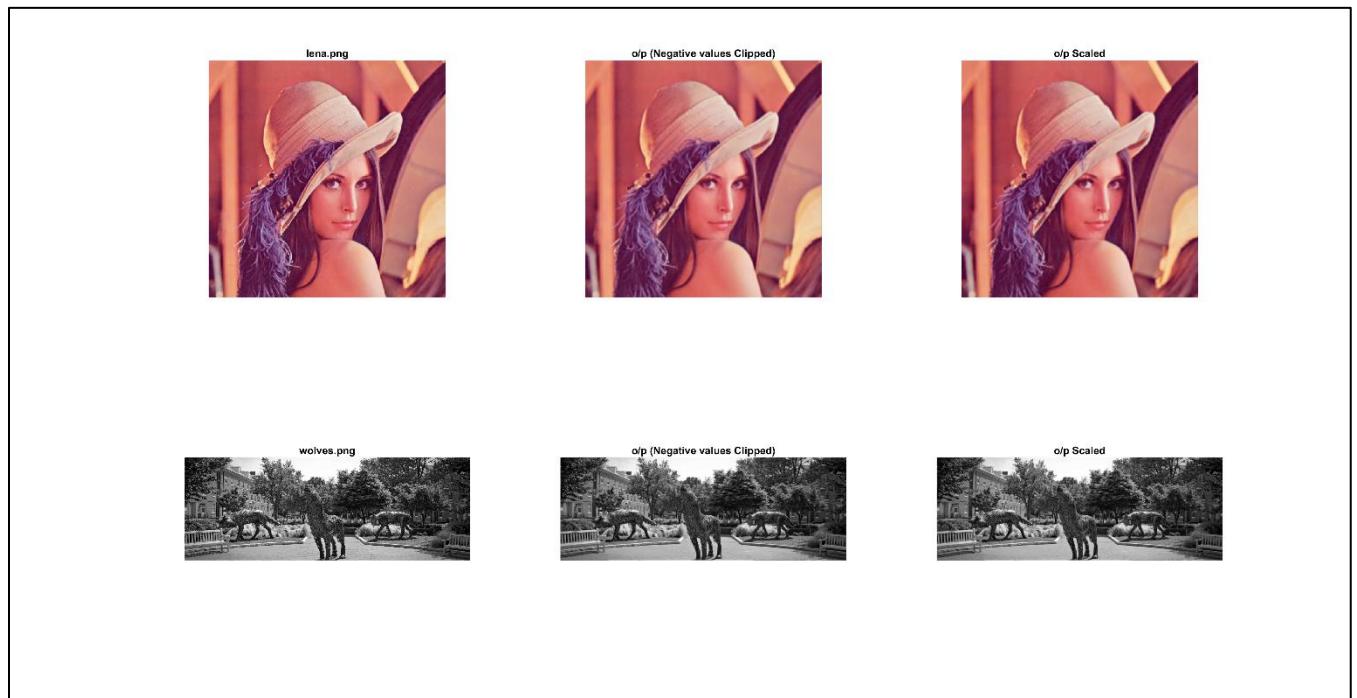 lena.png
o/p (Negative values Clipped)
o/p Scaled
wolves.png
o/p (Negative values Clipped)
o/p Scaled